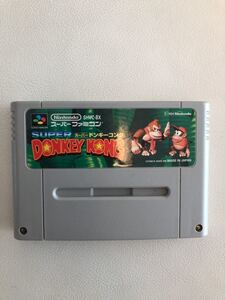 Nintendo SHVC-8X
スーパーファミコン
SUPER スーパードンキーコング
DONKEY KONG
Nintendo
MADE IN JAPAN